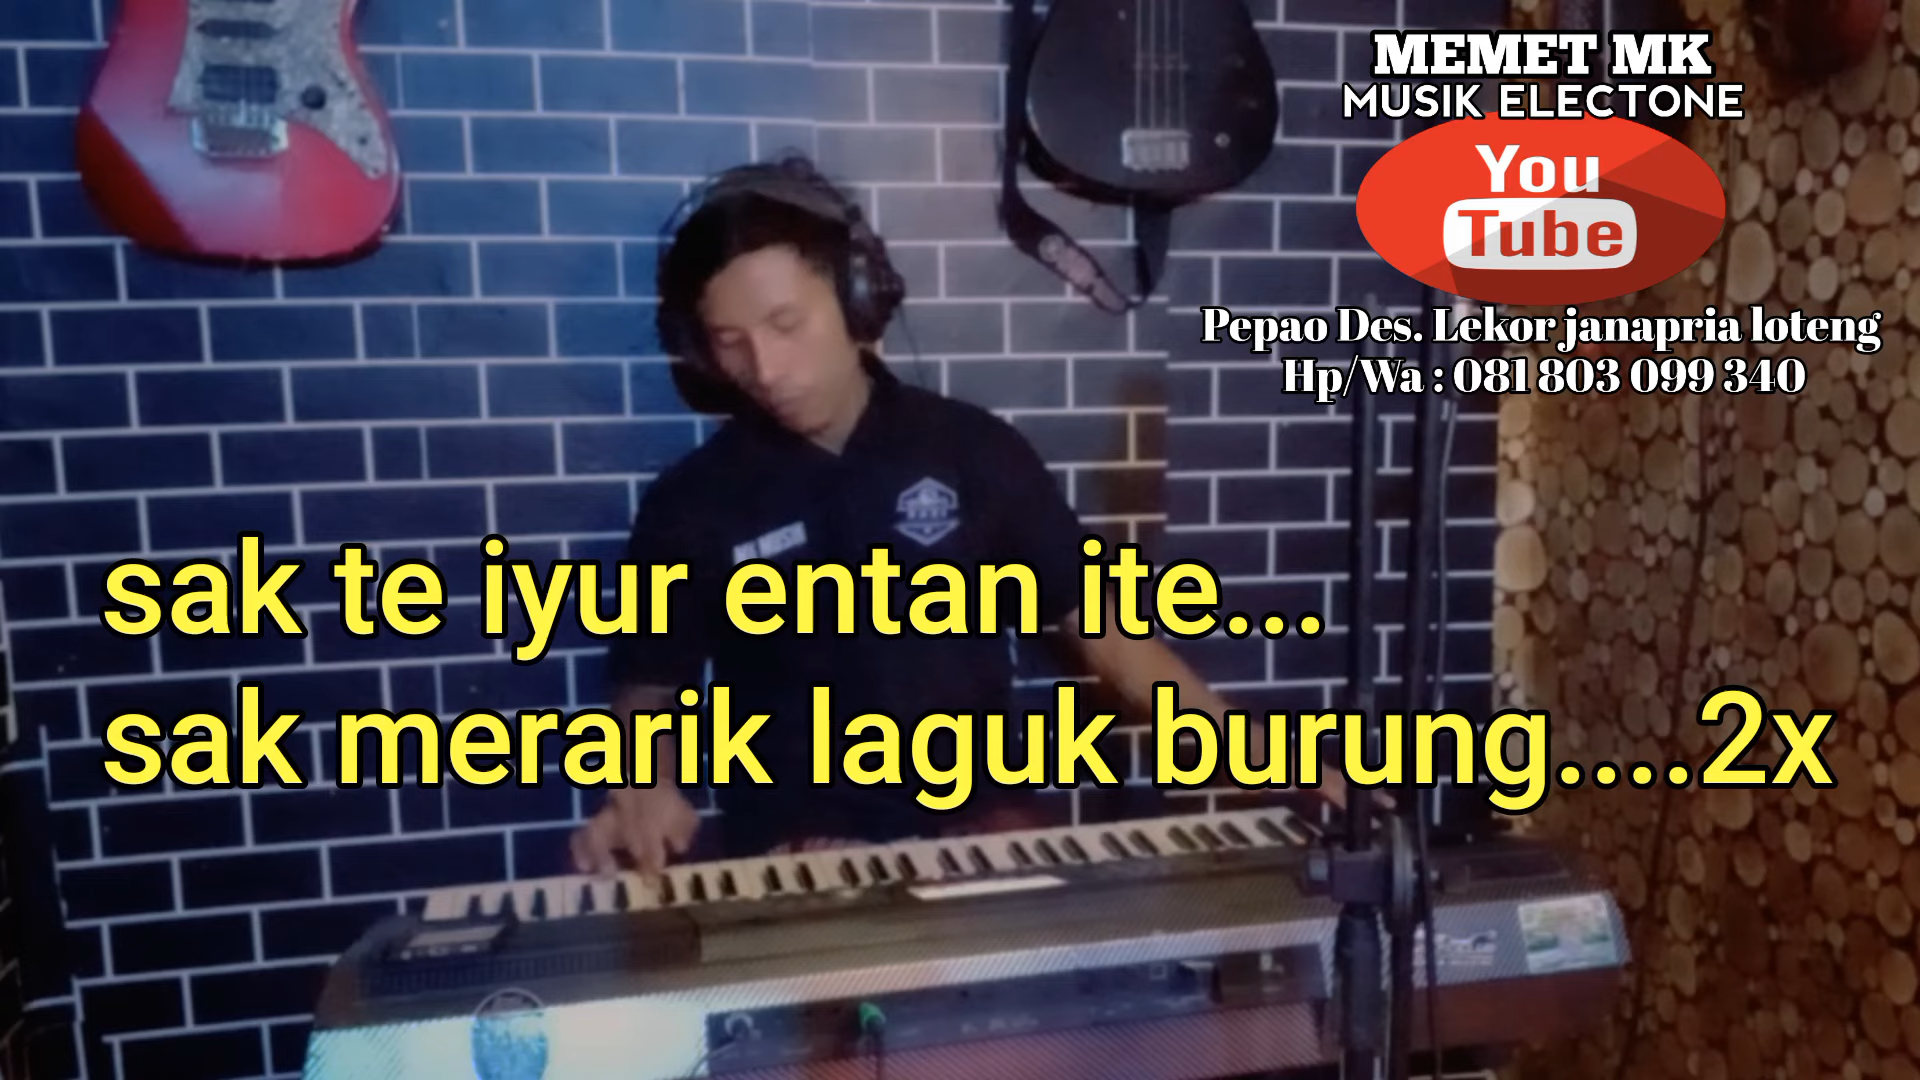 MEMET MK
MUSIK ELECTONE
You
Tube
Pepao Des. Lekor janapria loteng
Hp/Wa : 081 803 099 340
sak te iyur entan ite...
sak merarik laguk burung....2x